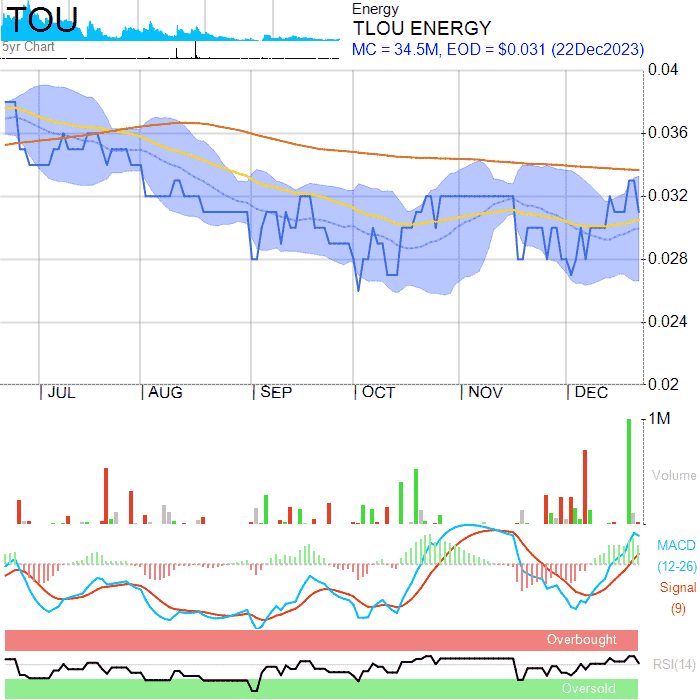 TOU
5yr Chart
Energy
TLOU ENERGY
MC = 34.5M, EOD = $0.031 (22Dec2023)
0.04
0.036
0.032
0.028
0.024
0.02
JUL AUG SEP OCT NOV DEC
1M
Volume
MACD
(12-26)
Signal
(9)
Overbought
RSI(14)
Oversold